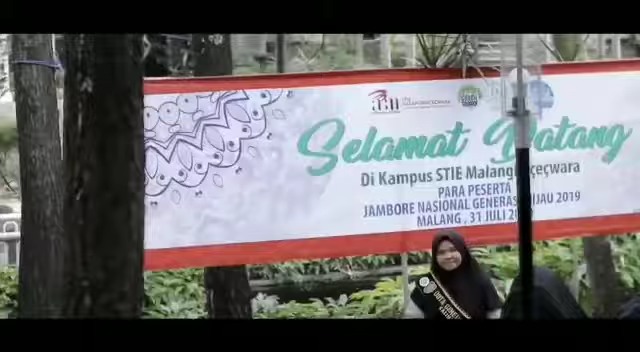 Selamat Datang
Di Kampus STIE Malangkuçeçwara
PARA PESERTA
JAMBORE NASIONAL GENERASI HIJAU 2019
MALANG , 31 JULI